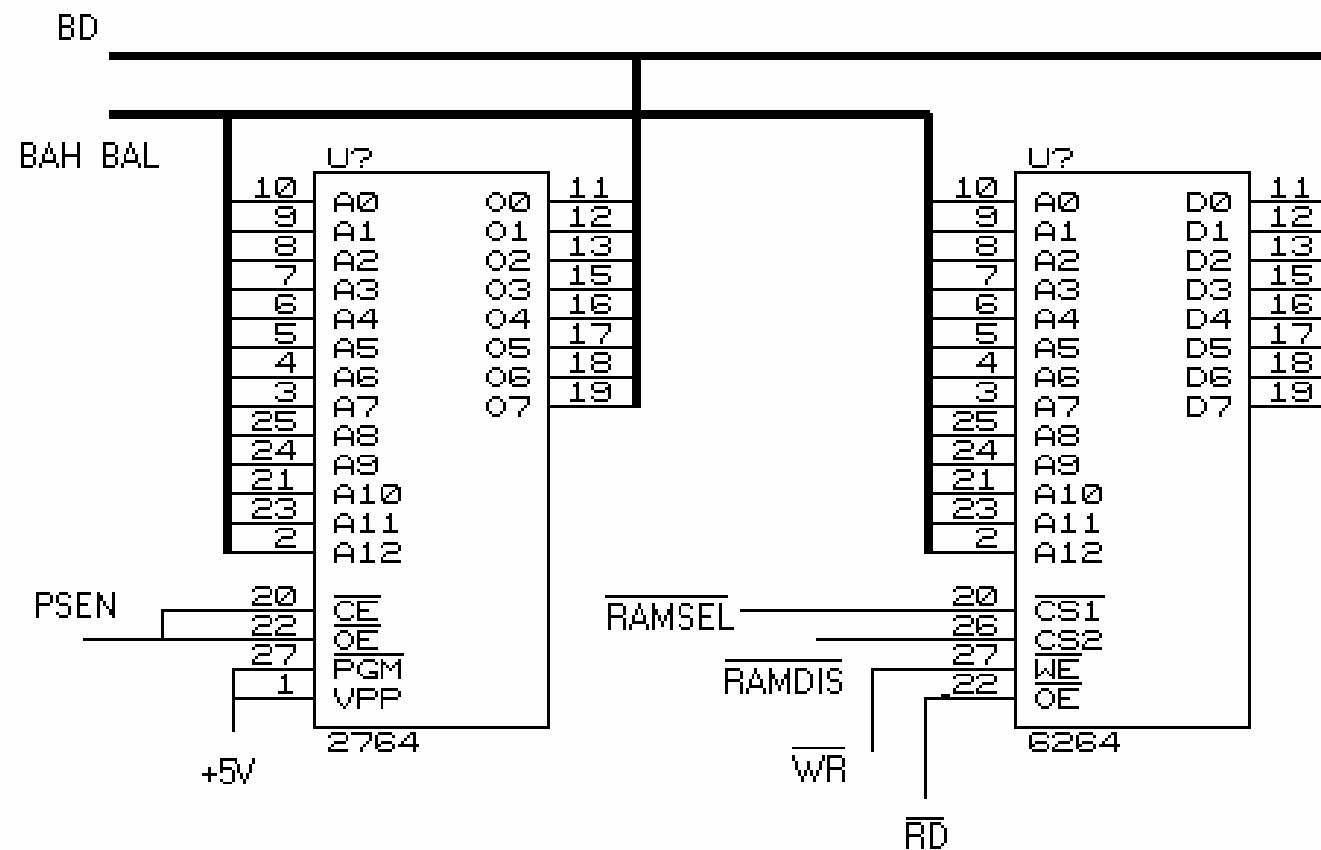 BD
BAH BAL
U?
10 A0 O0 11
9 A1 O1 12
8 A2 O2 13
7 A3 O3 15
6 A4 O4 16
5 A5 O5 17
4 A6 O6 18
3 A7 O7 19
25 A8
24 A9
21 A10
23 A11
2 A12
PSEN
20 CE
22 OE
27 PGM
1 VPP
2764
+5V
U?
10 A0 D0 11
9 A1 D1 12
8 A2 D2 13
7 A3 D3 15
6 A4 D4 16
5 A5 D5 17
4 A6 D6 18
3 A7 D7 19
25 A8
24 A9
21 A10
23 A11
2 A12
RAMSEL
20 CS1
26 CS2
RAMDIS
27 WE
22 OE
6264
WR
RD